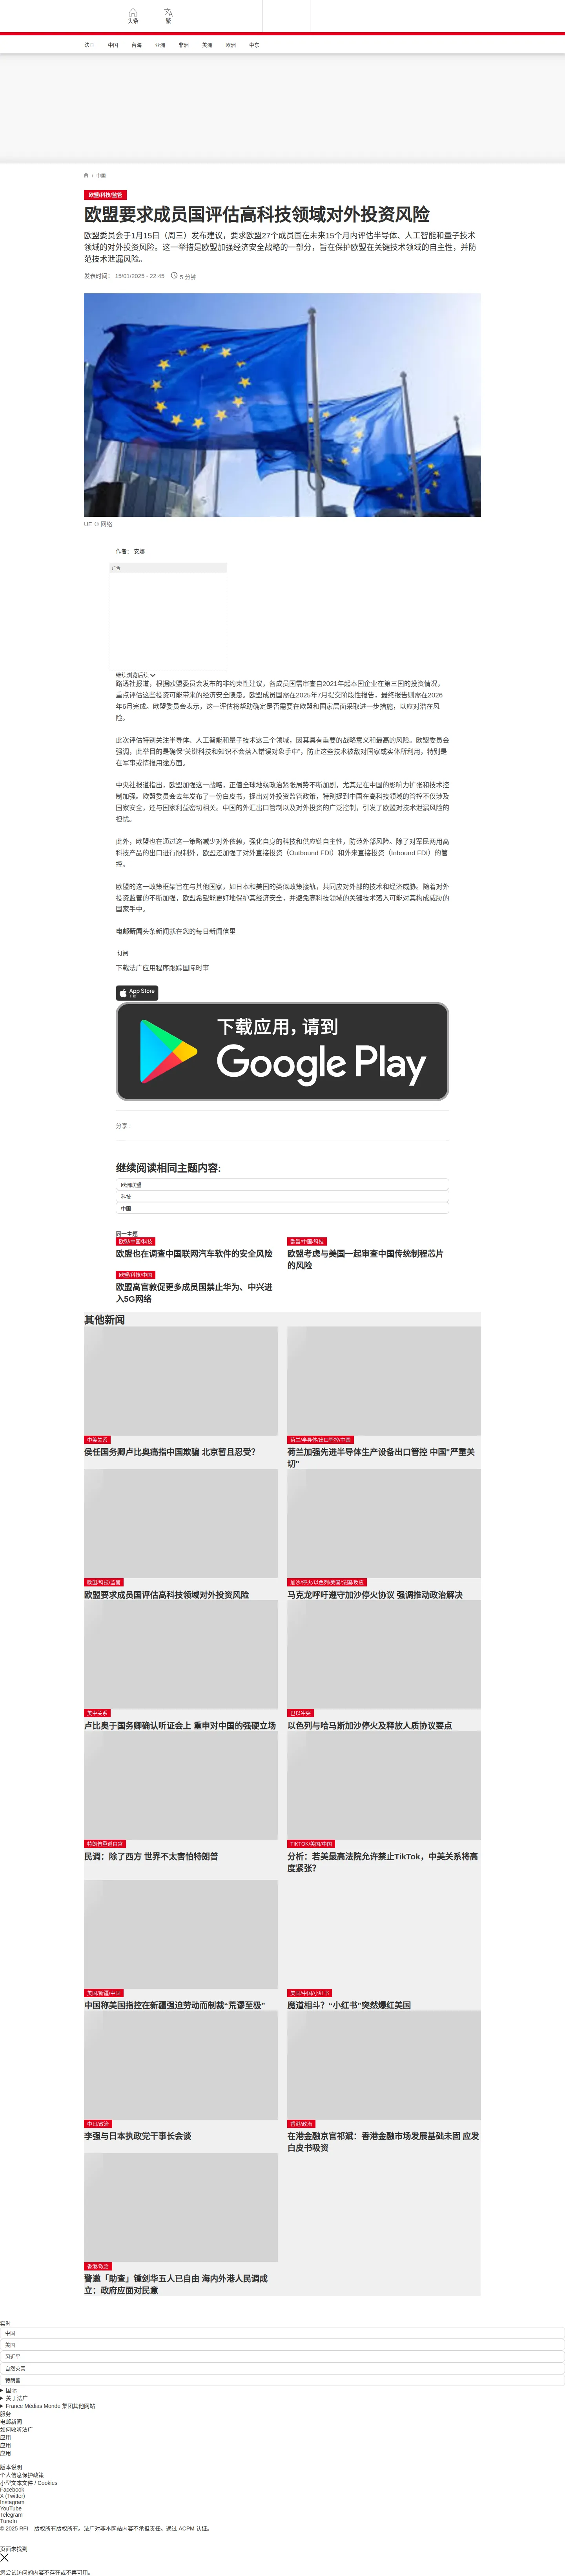 头条
繁
法国
中国
台海
亚洲
非洲
美洲
欧洲
中东
/ 中国
欧盟/科技/监管
欧盟要求成员国评估高科技领域对外投资风险
欧盟委员会于1月15日（周三）发布建议，要求欧盟27个成员国在未来15个月内评估半导体、人工智能和量子技术
领域的对外投资风险。这一举措是欧盟加强经济安全战略的一部分，旨在保护欧盟在关键技术领域的自主性，并防
范技术泄漏风险。
发表时间： 15/01/2025 - 22:45
5 分钟
UE © 网络
作者： 安娜
广告
继续浏览后续
路透社报道，根据欧盟委员会发布的非约束性建议，各成员国需审查自2021年起本国企业在第三国的投资情况，
重点评估这些投资可能带来的经济安全隐患。欧盟成员国需在2025年7月提交阶段性报告，最终报告则需在2026
年6月完成。欧盟委员会表示，这一评估将帮助确定是否需要在欧盟和国家层面采取进一步措施，以应对潜在风
险。
此次评估特别关注半导体、人工智能和量子技术这三个领域，因其具有重要的战略意义和最高的风险。欧盟委员会
强调，此举目的是确保“关键科技和知识不会落入错误对象手中”，防止这些技术被敌对国家或实体所利用，特别是
在军事或情报用途方面。
中央社报道指出，欧盟加强这一战略，正值全球地缘政治紧张局势不断加剧，尤其是在中国的影响力扩张和技术控
制加强。欧盟委员会去年发布了一份白皮书，提出对外投资监管政策，特别提到中国在高科技领域的管控不仅涉及
国家安全，还与国家利益密切相关。中国的外汇出口管制以及对外投资的广泛控制，引发了欧盟对技术泄漏风险的
担忧。
此外，欧盟也在通过这一策略减少对外依赖，强化自身的科技和供应链自主性，防范外部风险。除了对军民两用高
科技产品的出口进行限制外，欧盟还加强了对外直接投资（Outbound FDI）和外来直接投资（Inbound FDI）的管
控。
欧盟的这一政策框架旨在与其他国家，如日本和美国的类似政策接轨，共同应对外部的技术和经济威胁。随着对外
投资监管的不断加强，欧盟希望能更好地保护其经济安全，并避免高科技领域的关键技术落入可能对其构成威胁的
国家手中。
电邮新闻头条新闻就在您的每日新闻信里
订阅
下载法广应用程序跟踪国际时事
App Store
下载
下载应用，请到
Google Play
分享 :
继续阅读相同主题内容:
欧洲联盟
科技
中国
同一主题
欧盟/中国/科技
欧盟也在调查中国联网汽车软件的安全风险
欧盟/中国/科技
欧盟考虑与美国一起审查中国传统制程芯片
的风险
欧盟/科技/中国
欧盟高官敦促更多成员国禁止华为、中兴进
入5G网络
其他新闻
中美关系
侯任国务卿卢比奥痛指中国欺骗 北京暂且忍受？
荷兰/半导体/出口管控/中国
荷兰加强先进半导体生产设备出口管控 中国“严重关
切”
欧盟/科技/监管
欧盟要求成员国评估高科技领域对外投资风险
加沙/停火/以色列/美国/法国/反应
马克龙呼吁遵守加沙停火协议 强调推动政治解决
美中关系
卢比奥于国务卿确认听证会上 重申对中国的强硬立场
巴以冲突
以色列与哈马斯加沙停火及释放人质协议要点
特朗普重返白宫
民调：除了西方 世界不太害怕特朗普
TIKTOK/美国/中国
分析：若美最高法院允许禁止TikTok，中美关系将高
度紧张？
美国/新疆/中国
中国称美国指控在新疆强迫劳动而制裁“荒谬至极”
美国/中国/小红书
魔道相斗？“小红书”突然爆红美国
中日/政治
李强与日本执政党干事长会谈
香港/政治
在港金融京官祁斌：香港金融市场发展基础未固 应发
白皮书吸资
香港/政治
警邀「助查」锺剑华五人已自由 海内外港人民调成
立：政府应面对民意
实时
中国
美国
习近平
自然灾害
特朗普
国际
关于法广
France Médias Monde 集团其他网站
服务
电邮新闻
如何收听法广
应用
应用
应用
版本说明
个人信息保护政策
小型文本文件 / Cookies
Facebook
X (Twitter)
Instagram
YouTube
Telegram
TuneIn
© 2025 RFI – 版权所有版权所有。法广对非本网站内容不承担责任。通过 ACPM 认证。
页面未找到
您尝试访问的内容不存在或不再可用。